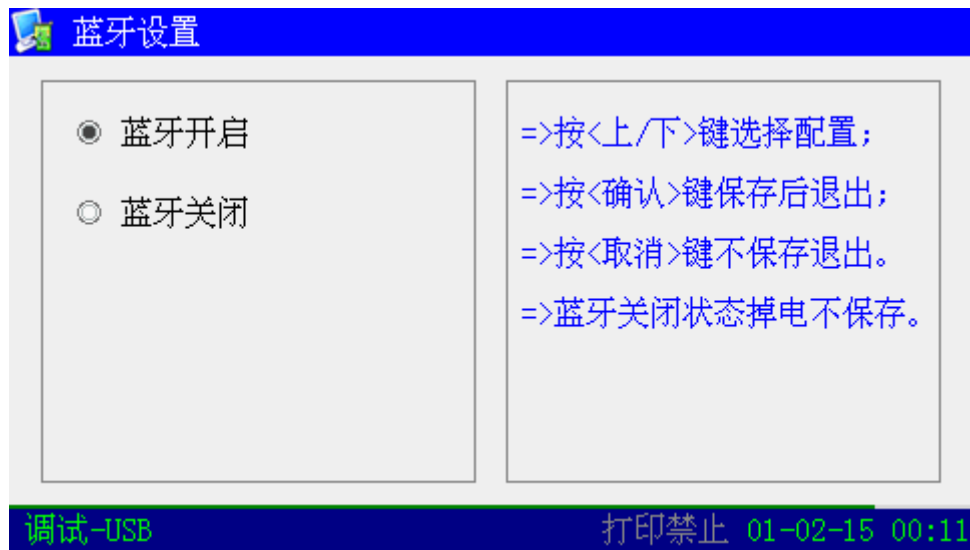 蓝牙设置
蓝牙开启
蓝牙关闭
=>按<上/下>键选择配置;
=>按<确认>键保存后退出;
=>按<取消>键不保存退出。
=>蓝牙关闭状态掉电不保存。
调试-USB 打印禁止 01-02-15 00:11